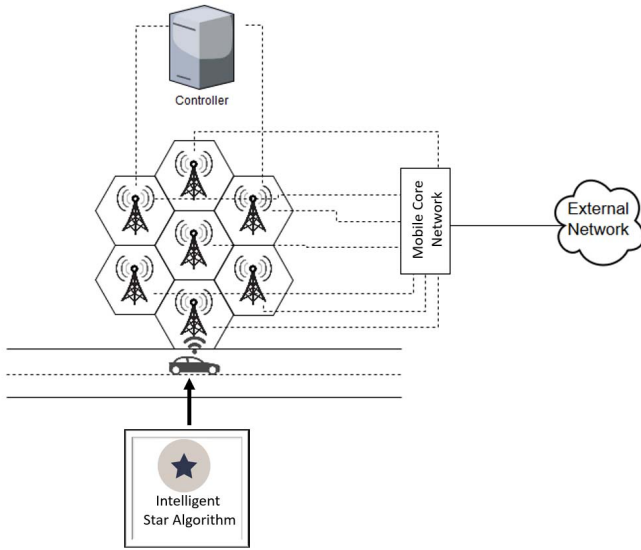 Controller
Mobile Core
Network
External
Network
Intelligent
Star Algorithm